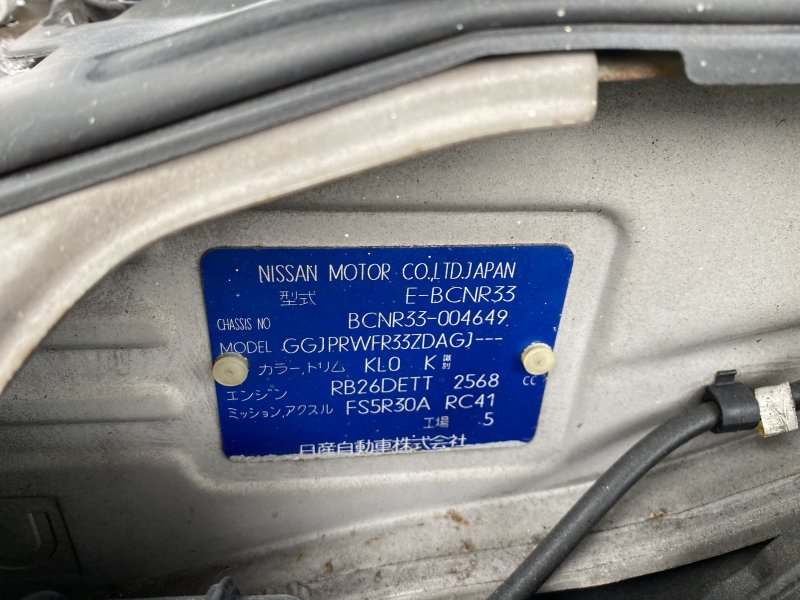 NISSAN MOTOR CO.,LTD.JAPAN
型式 E-BCNR33
CHASSIS NO BCNR33-004649
MODEL GGJPRWFR33ZDAGJ---
カラー,トリム KL0 K 識別
エンジン RB26DETT 2568 CC
ミッション,アクスル FS5R30A RC41
工場 5
日産自動車株式会社